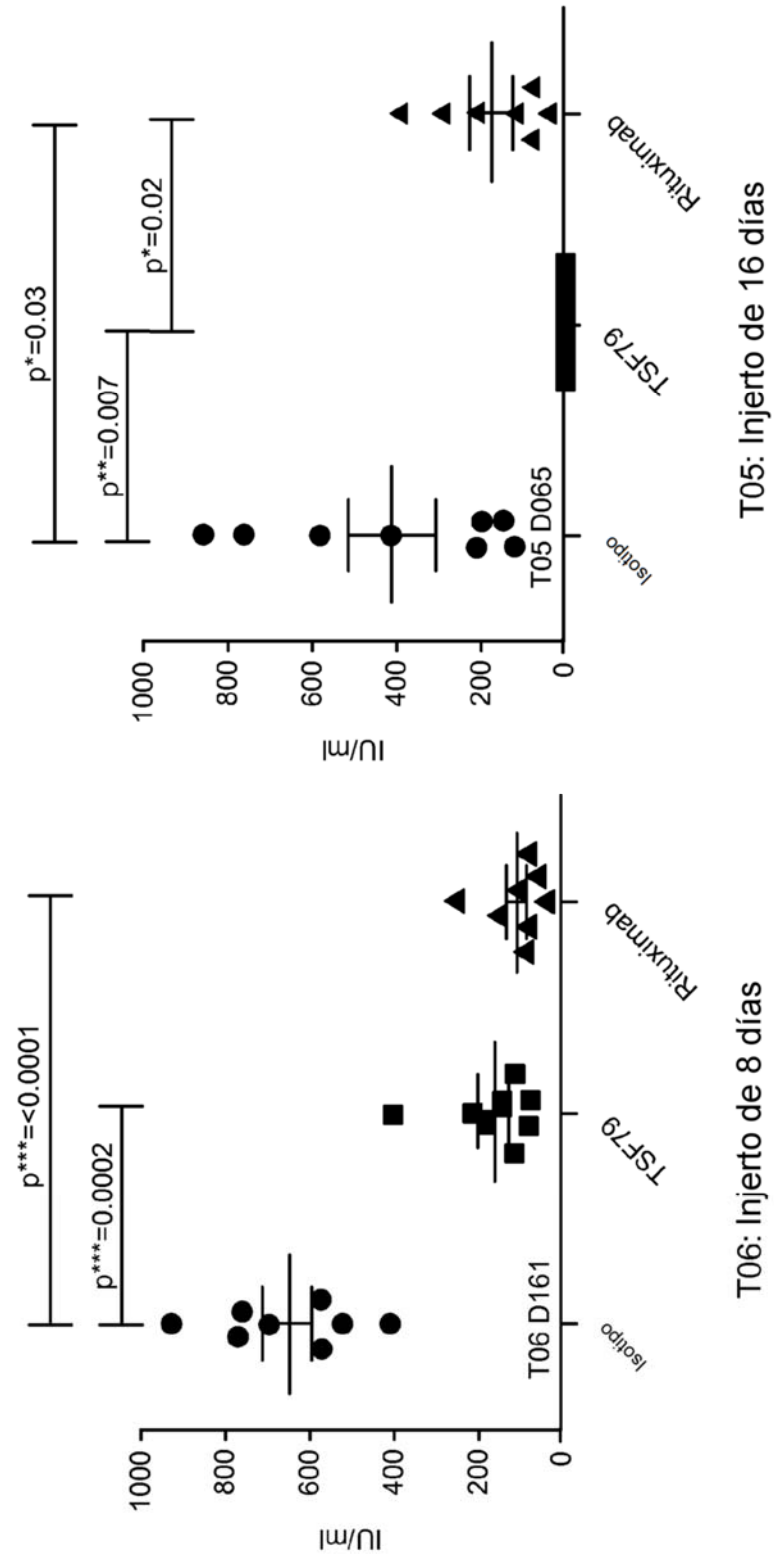 p***=<0.0001
p***=0.0002
1000
800
600
400
200
0
IU/ml
T06 D161
Isotipo
TSF79
Rituximab
T06: Injerto de 8 días
p*=0.03
p**=0.007
p*=0.02
1000
800
600
400
200
0
IU/ml
T05 D065
Isotipo
TSF79
Rituximab
T05: Injerto de 16 días